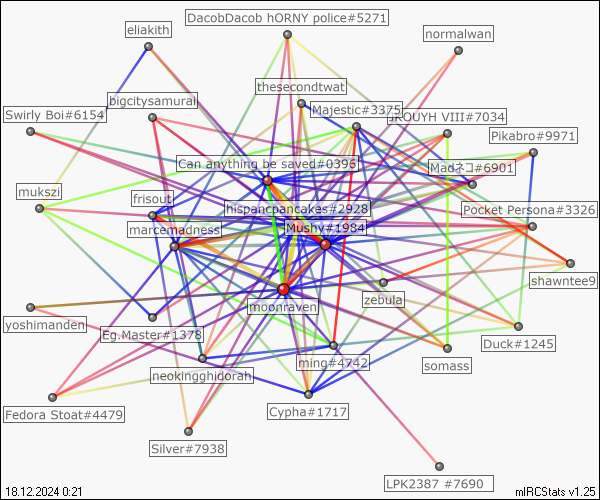 DacobDacob hORNY police#5271
eliakith
normalwan
thesecondtwat
bigcitysamurai
Majestic#3375
Swirly Boi#6154
JKOUYH VIII#7034
Pikabro#9971
Can anything be saved#0396
Madネコ#6901
mukszi
frisout
hispancpancakes#2928
Pocket Persona#3326
marcemadness
Mushy#1984
shawntee9
zebula
moonraven
yoshimanden
Eg.Master#1378
Duck#1245
ming#4742
somass
neokingghidorah
Cypha#1717
Fedora Stoat#4479
Silver#7938
LPK2387 #7690
18.12.2024 0:21
mIRCStats v1.25